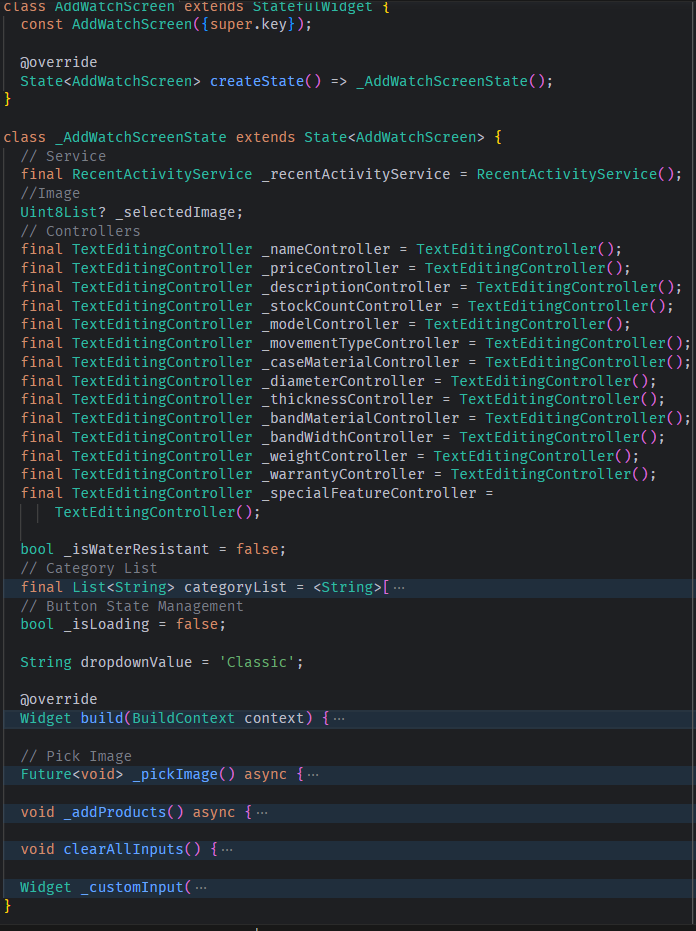 class AddWatchScreen extends StatefulWidget {
  const AddWatchScreen({super.key});

  @override
  State<AddWatchScreen> createState() => _AddWatchScreenState();
}

class _AddWatchScreenState extends State<AddWatchScreen> {
  // Service
  final RecentActivityService _recentActivityService = RecentActivityService();
  //Image
  Uint8List? _selectedImage;
  // Controllers
  final TextEditingController _nameController = TextEditingController();
  final TextEditingController _priceController = TextEditingController();
  final TextEditingController _descriptionController = TextEditingController();
  final TextEditingController _stockCountController = TextEditingController();
  final TextEditingController _modelController = TextEditingController();
  final TextEditingController _movementTypeController = TextEditingController();
  final TextEditingController _caseMaterialController = TextEditingController();
  final TextEditingController _diameterController = TextEditingController();
  final TextEditingController _thicknessController = TextEditingController();
  final TextEditingController _bandMaterialController = TextEditingController();
  final TextEditingController _bandWidthController = TextEditingController();
  final TextEditingController _weightController = TextEditingController();
  final TextEditingController _warrantyController = TextEditingController();
  final TextEditingController _specialFeatureController =
      TextEditingController();

  bool _isWaterResistant = false;
  // Category List
  final List<String> categoryList = <String>[ ···
  // Button State Management
  bool _isLoading = false;

  String dropdownValue = 'Classic';

  @override
  Widget build(BuildContext context) { ···

  // Pick Image
  Future<void> _pickImage() async { ···

  void _addProducts() async { ···

  void clearAllInputs() { ···

  Widget _customInput( ···
}